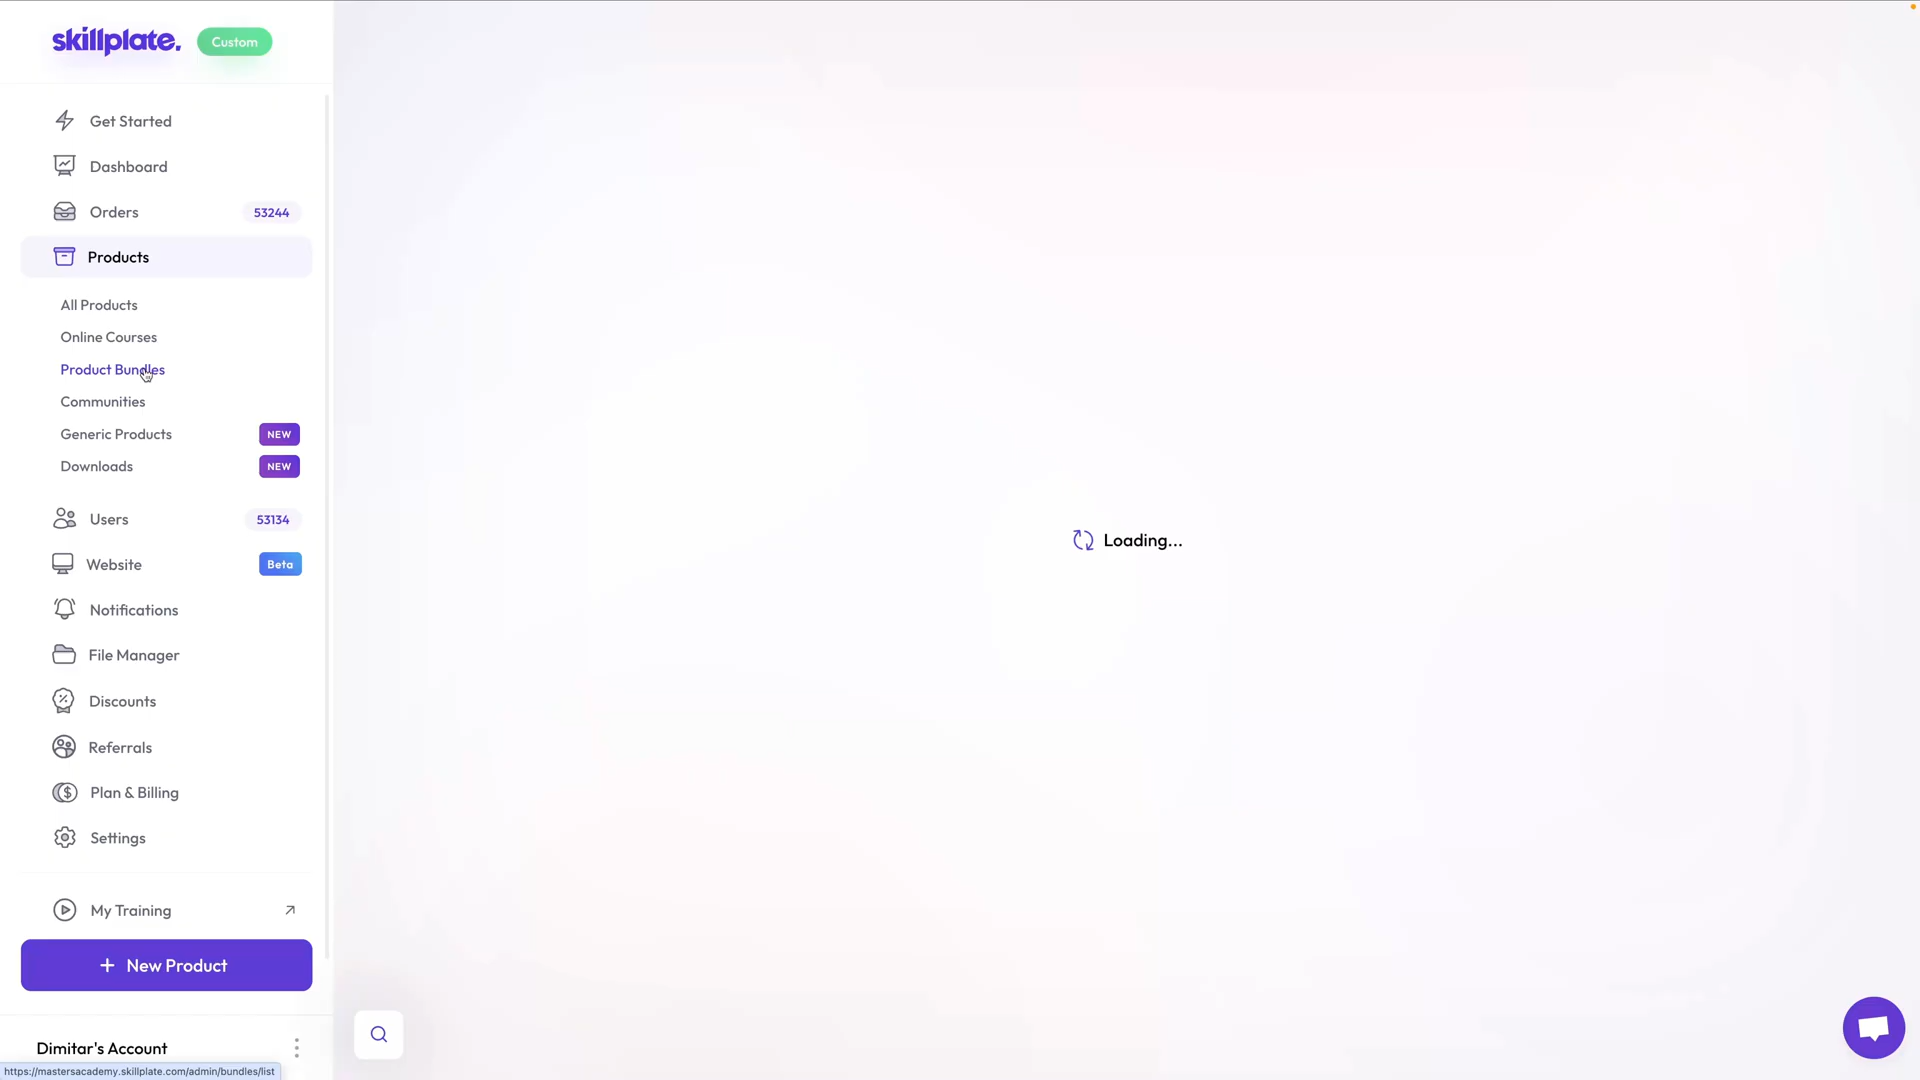 skillplate.
Custom
Get Started
Dashboard
Orders
53244
Products
All Products
Online Courses
Product Bundles
Communities
Generic Products
NEW
Downloads
NEW
Users
53134
Website
Beta
Notifications
File Manager
Discounts
Referrals
Plan & Billing
Settings
My Training
+ New Product
Dimitar's Account
https://mastersacademy.skillplate.com/admin/bundles/list
Loading...